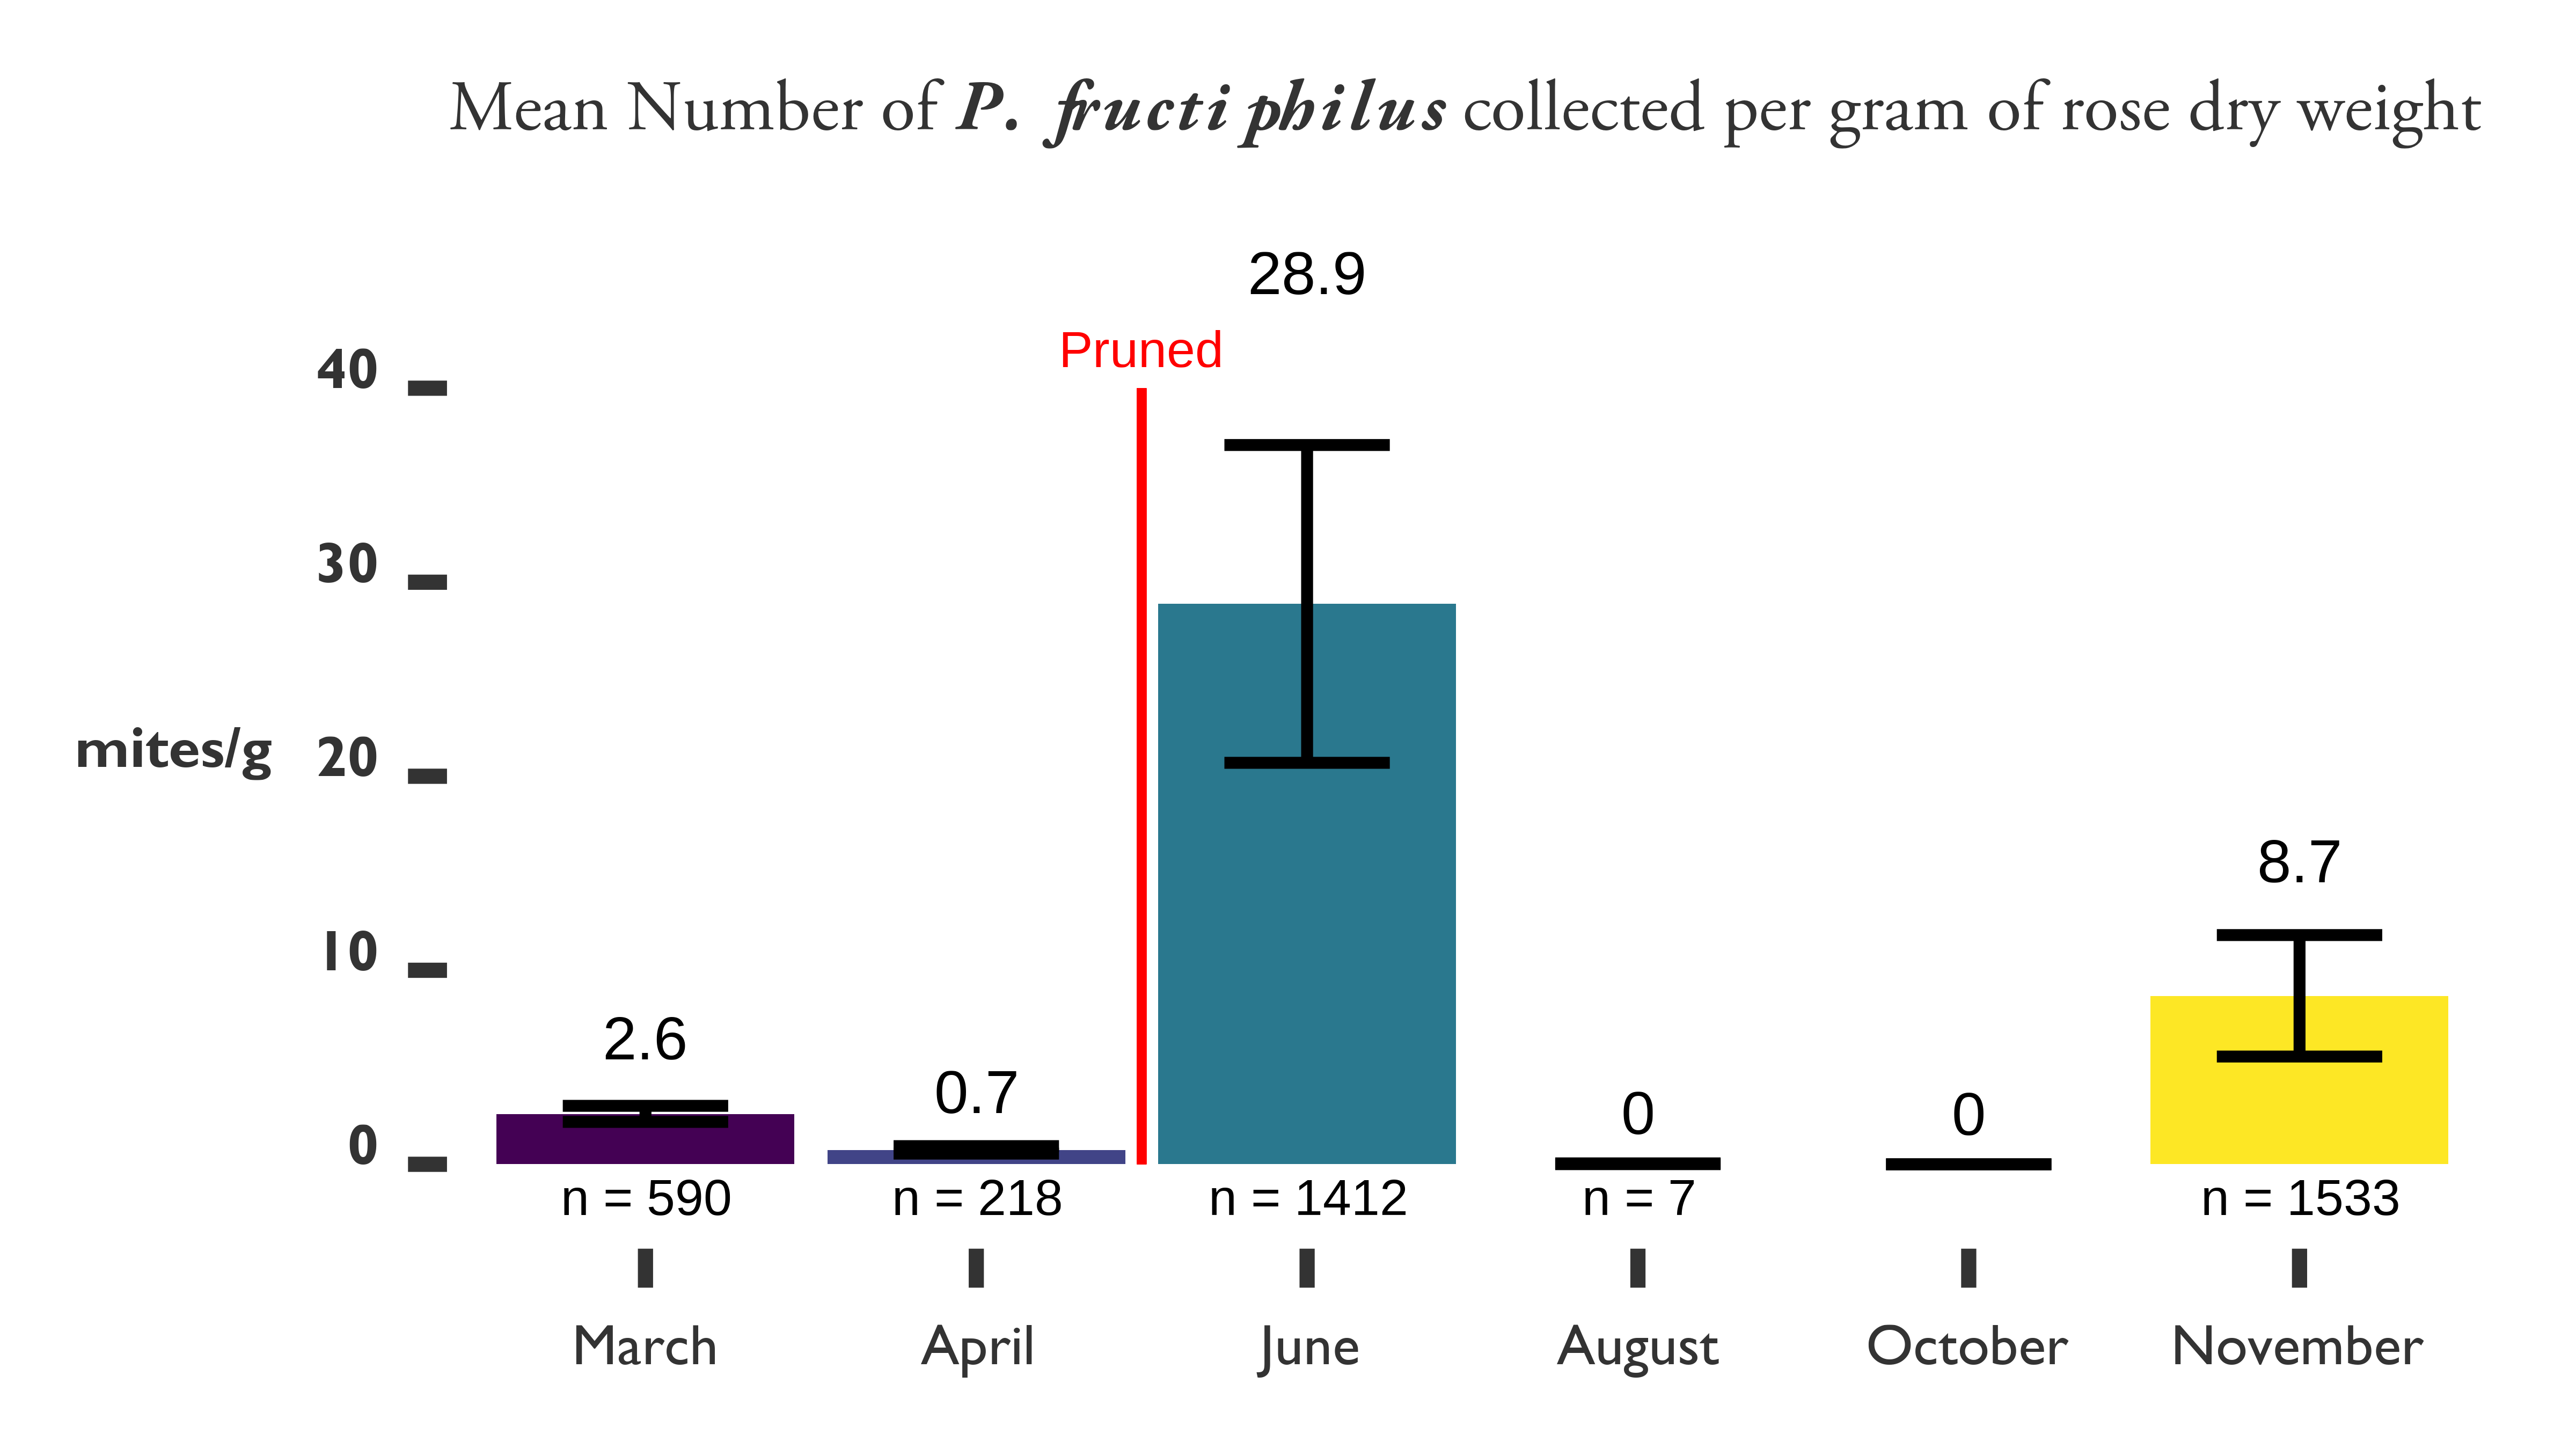 Mean Number of P. fructiphilus collected per gram of rose dry weight
28.9
Pruned
40
30
mites/g
20
8.7
10
2.6
0.7
0
0
0
n = 590
n = 218
n = 1412
n = 7
n = 1533
March
April
June
August
October
November